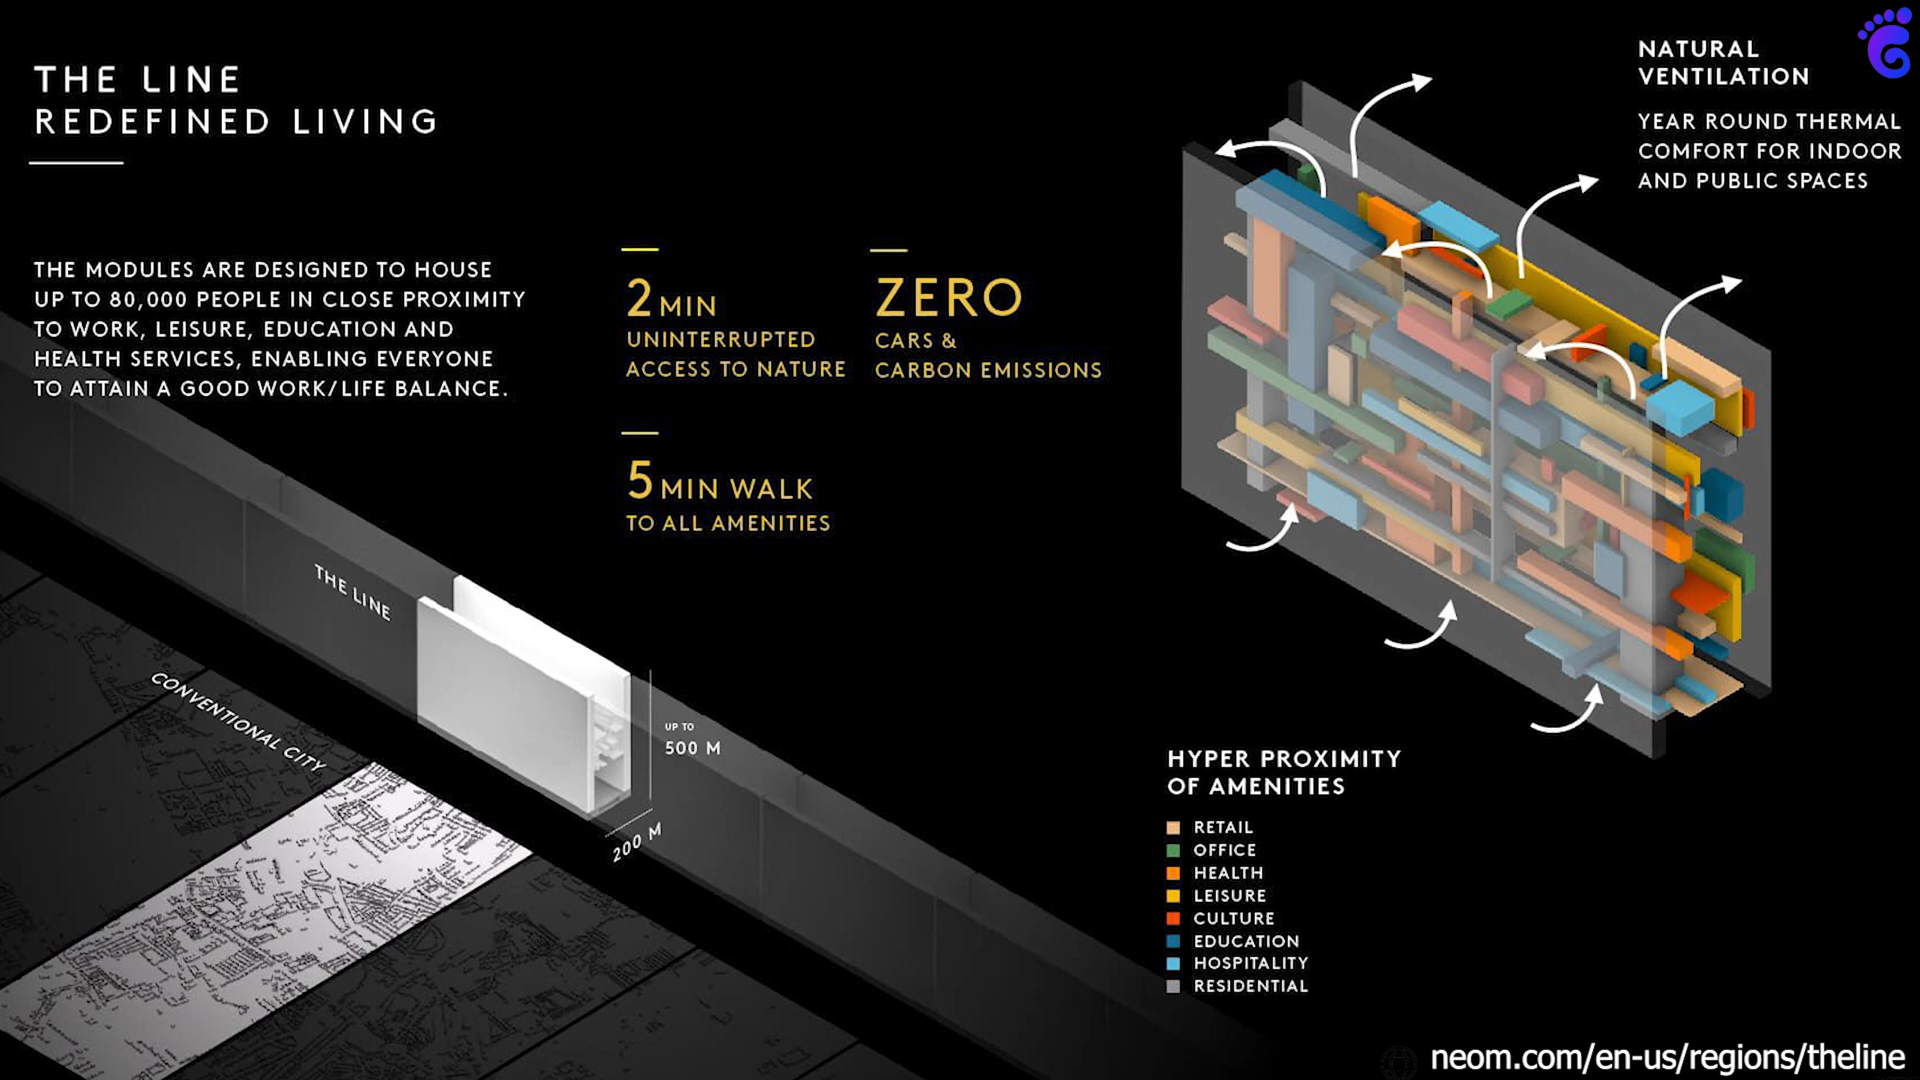 THE LINE
REDEFINED LIVING
THE MODULES ARE DESIGNED TO HOUSE
UP TO 80,000 PEOPLE IN CLOSE PROXIMITY
TO WORK, LEISURE, EDUCATION AND
HEALTH SERVICES, ENABLING EVERYONE
TO ATTAIN A GOOD WORK/LIFE BALANCE.
2 MIN
UNINTERRUPTED
ACCESS TO NATURE
ZERO
CARS &
CARBON EMISSIONS
5 MIN WALK
TO ALL AMENITIES
THE LINE
CONVENTIONAL CITY
UP TO
500 M
200 M
NATURAL
VENTILATION
YEAR ROUND THERMAL
COMFORT FOR INDOOR
AND PUBLIC SPACES
HYPER PROXIMITY
OF AMENITIES
RETAIL
OFFICE
HEALTH
LEISURE
CULTURE
EDUCATION
HOSPITALITY
RESIDENTIAL
neom.com/en-us/regions/theline